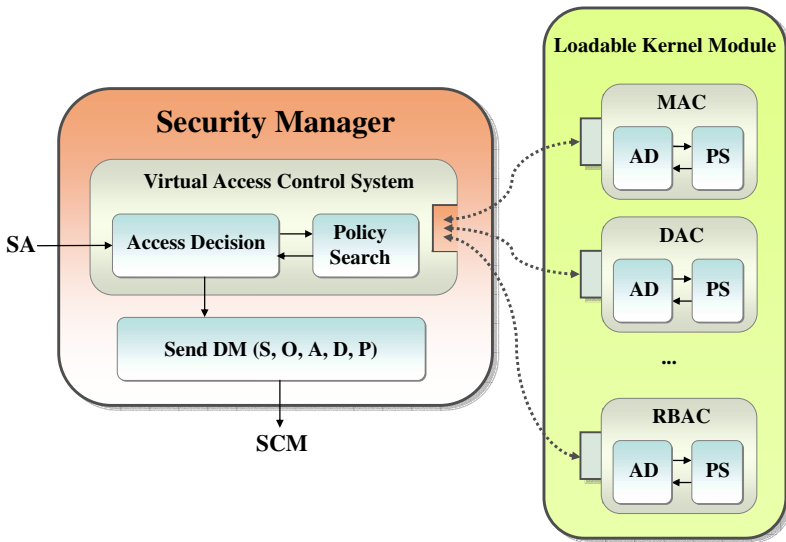 Security Manager
Virtual Access Control System
SA
Access Decision
Policy
Search
Send DM (S, O, A, D, P)
SCM
Loadable Kernel Module
MAC
AD
PS
DAC
AD
PS
...
RBAC
AD
PS